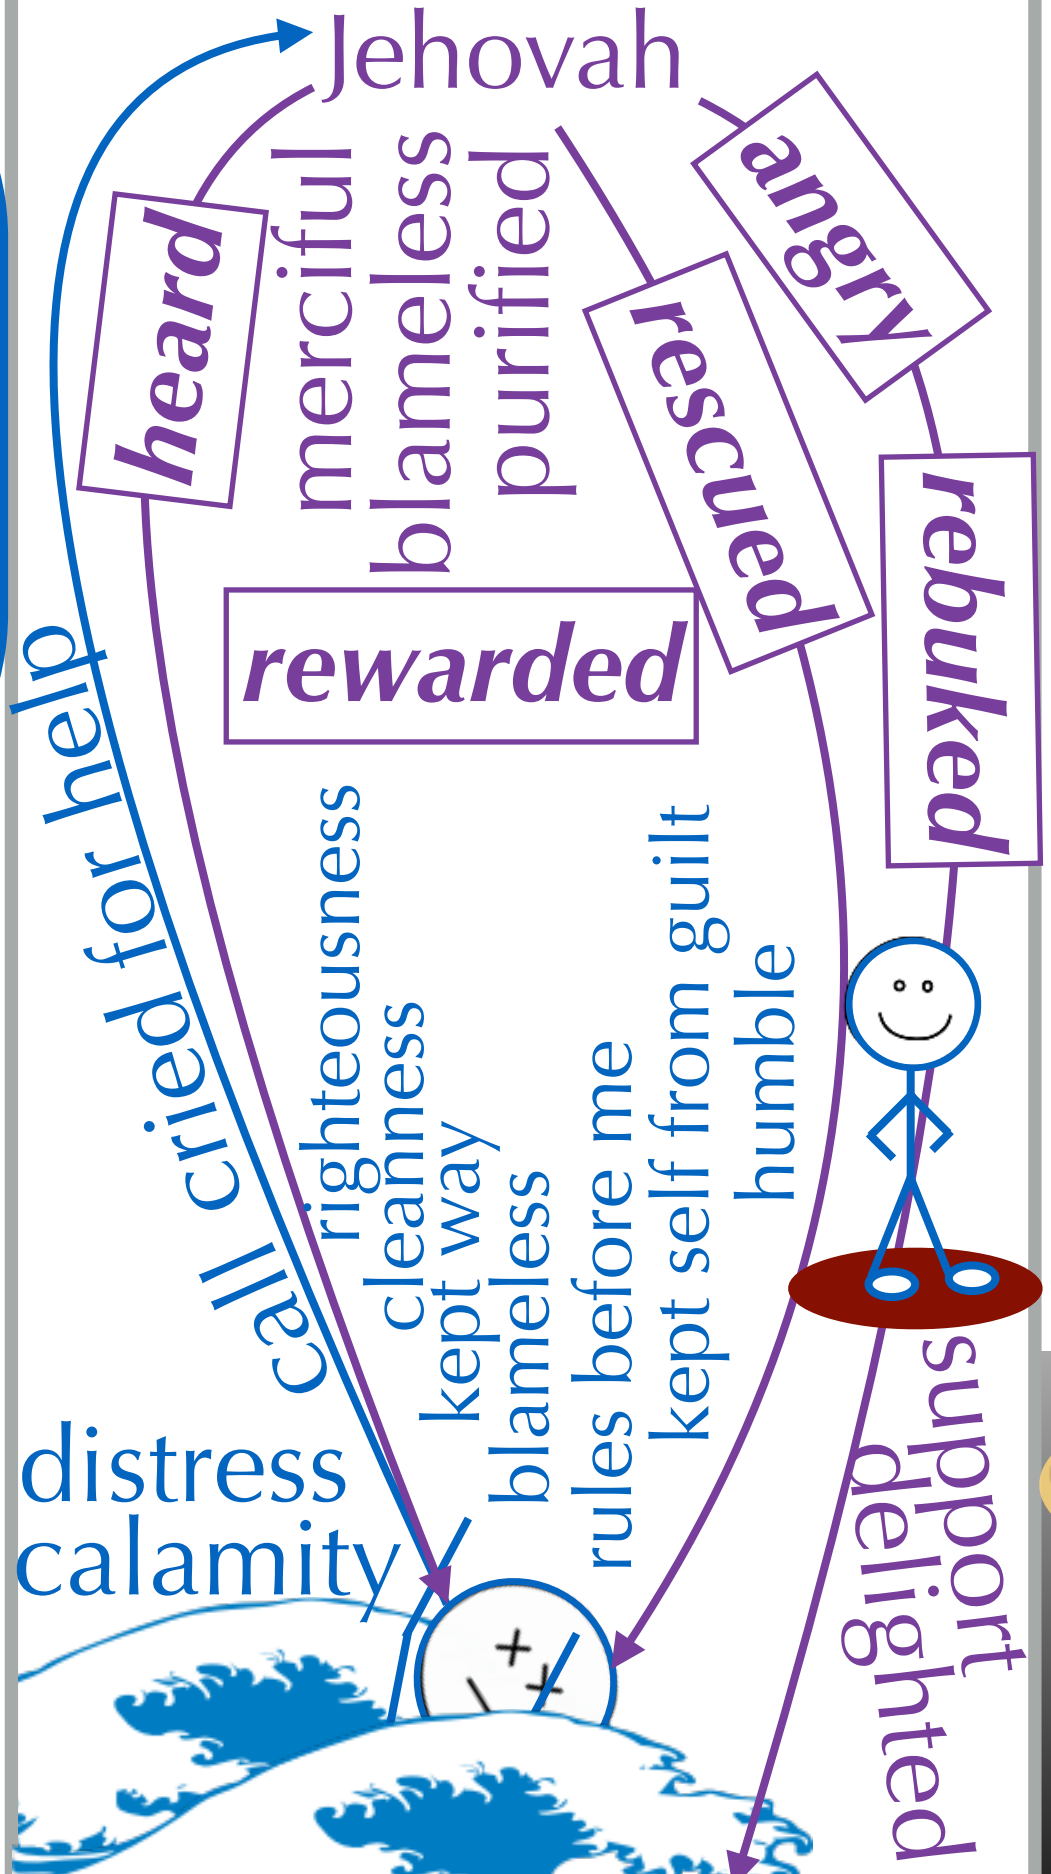 Jehovah
heard
merciful
blameless
purified
rescued
angry
rebuked
rewarded
call cried for help
righteousness
cleanness
kept way
blameless
rules before me
kept self from guilt
humble
distress
calamity
support
delighted